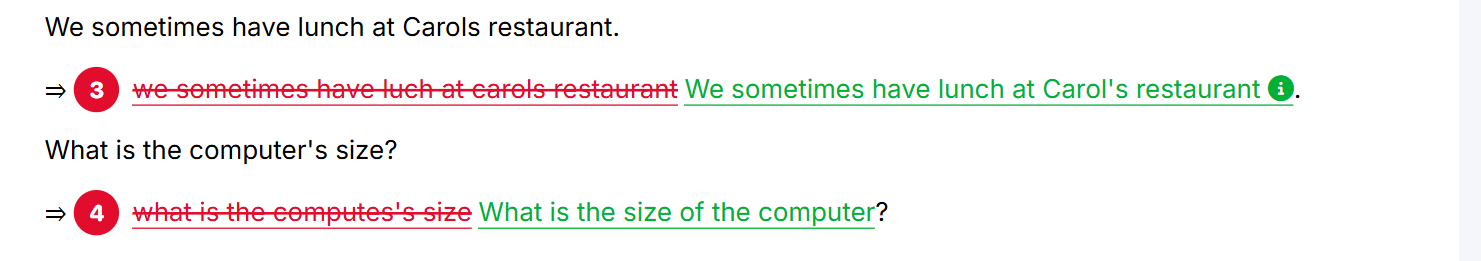 We sometimes have lunch at Carols restaurant.
⇒ 3 we sometimes have luch at carols restaurant We sometimes have lunch at Carol's restaurant i.
What is the computer's size?
⇒ 4 what is the computes's size What is the size of the computer?